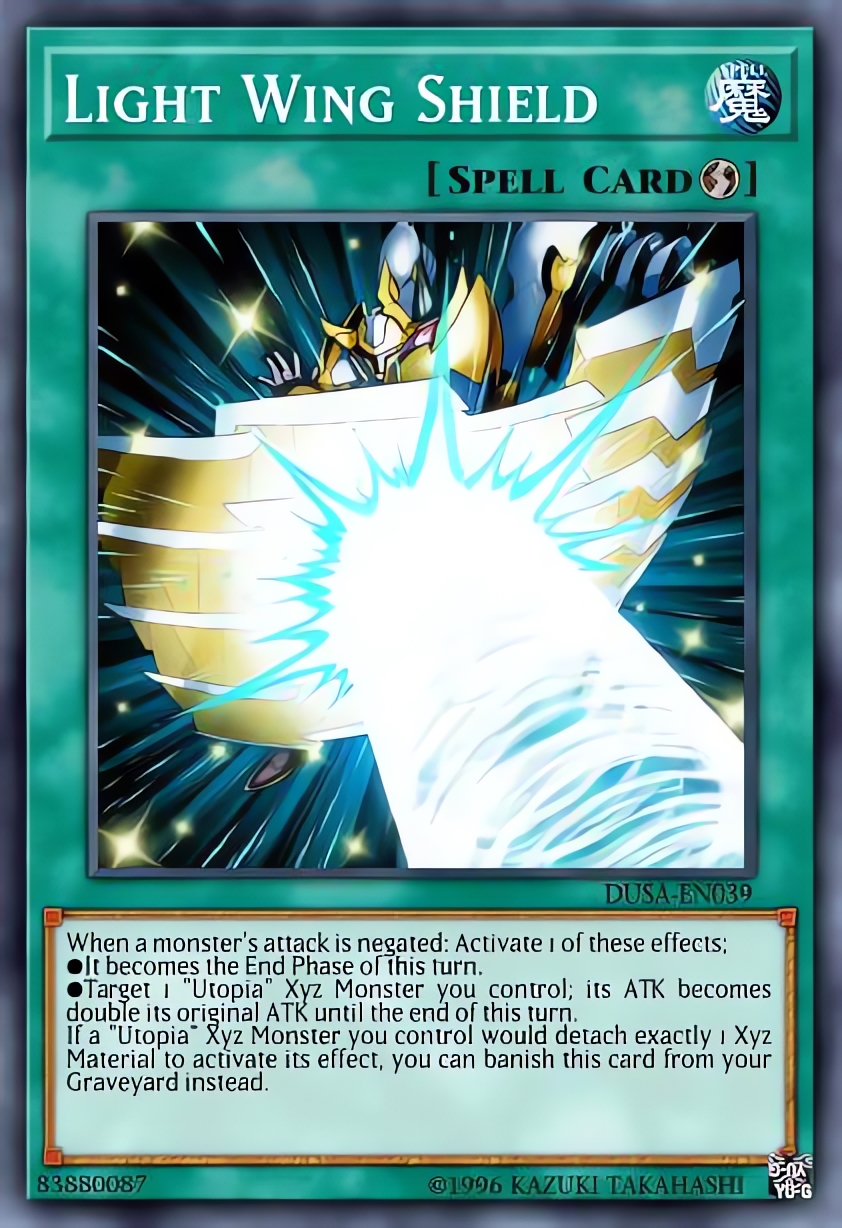 Light Wing Shield
魔
[Spell Card]
DUSA-EN039
When a monster's attack is negated: Activate 1 of these effects;
●It becomes the End Phase of this turn.
●Target 1 "Utopia" Xyz Monster you control; its ATK becomes
double its original ATK until the end of this turn.
If a "Utopia" Xyz Monster you control would detach exactly 1 Xyz
Material to activate its effect, you can banish this card from your
Graveyard instead.
83880087
©1996 KAZUKI TAKAHASHI